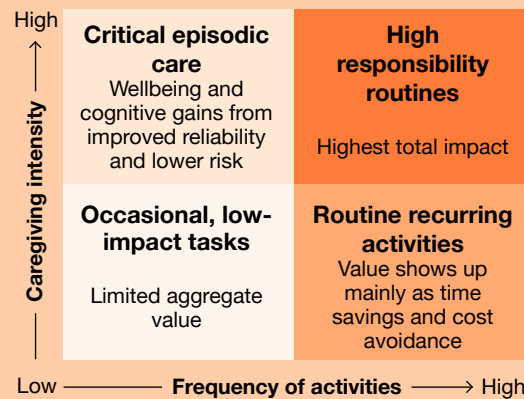 High
Caregiving intensity
Critical episodic
care
Wellbeing and
cognitive gains from
improved reliability
and lower risk
High
responsibility
routines
Highest total impact
Occasional, low-
impact tasks
Limited aggregate
value
Routine recurring
activities
Value shows up
mainly as time
savings and cost
avoidance
Low
Frequency of activities
High